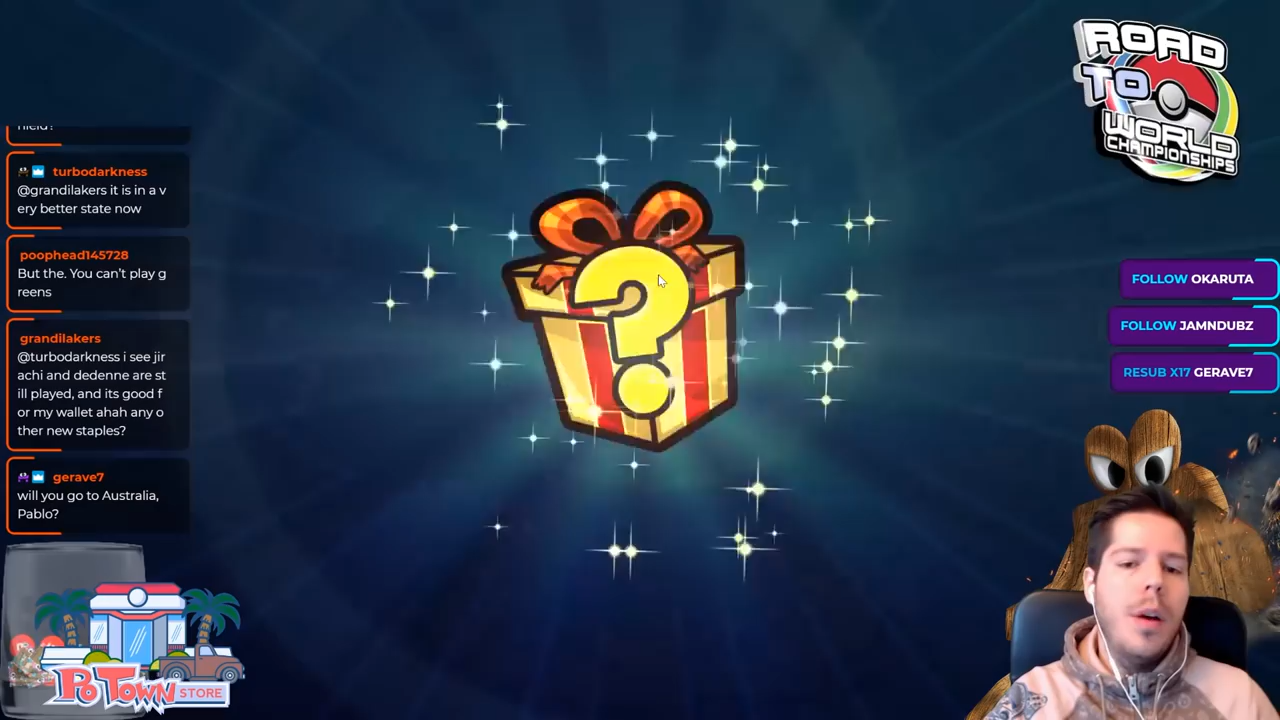 turbodarkness
@grandilakers it is in a v
ery better state now
poophead145728
But the. You can't play g
reens
grandilakers
@turbodarkness i see jir
achi and dedenne are st
ill played, and its good f
or my wallet ahah any o
ther new staples?
gerave7
will you go to Australia,
Pablo?
PoTown STORE
?
ROAD
TO
WORLD
CHAMPIONSHIPS
FOLLOW OKARUTA
FOLLOW JAMNDUBZ
RESUB X17 GERAVE7